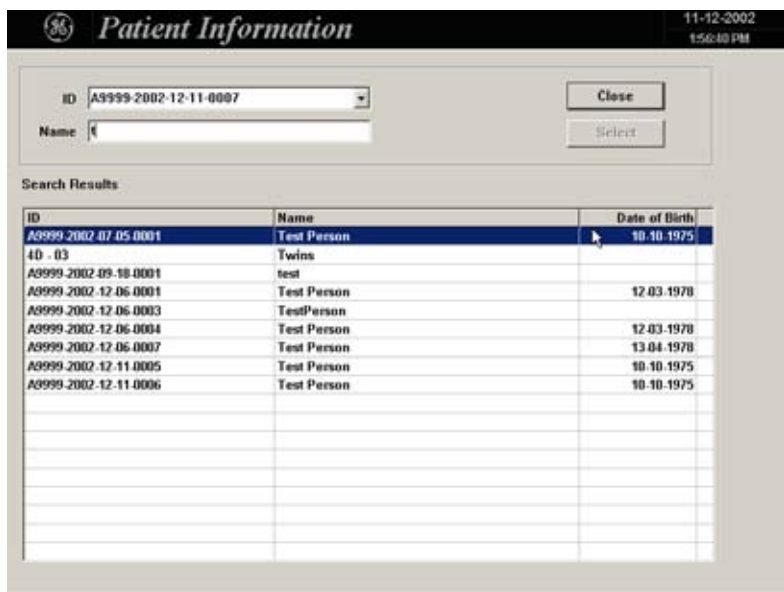 GE Patient Information 11-12-2002
1:56:40 PM
ID A9999-2002-12-11-0007 Close
Name t Select
Search Results
ID Name Date of Birth
A9999-2002-07-05-0001 Test Person 10-10-1975
4D - 03 Twins
A9999-2002-09-18-0001 test
A9999-2002-12-06-0001 Test Person 12-03-1978
A9999-2002-12-06-0003 TestPerson
A9999-2002-12-06-0004 Test Person 12-03-1978
A9999-2002-12-06-0007 Test Person 13-04-1978
A9999-2002-12-11-0005 Test Person 10-10-1975
A9999-2002-12-11-0006 Test Person 10-10-1975